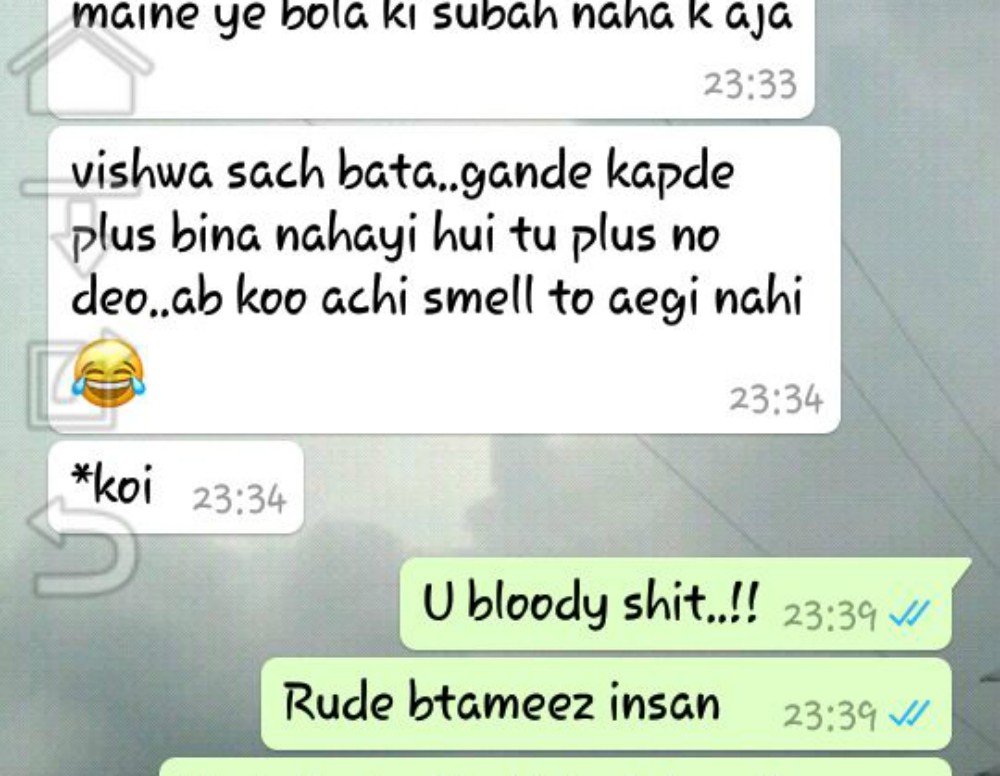 maine ye bola ki subah naha k aja
23:33
vishwa sach bata..gande kapde
plus bina nahayi hui tu plus no
deo..ab koo achi smell to aegi nahi
😂
23:34
*koi 23:34
U bloody shit..!! 23:39
Rude btameez insan 23:39